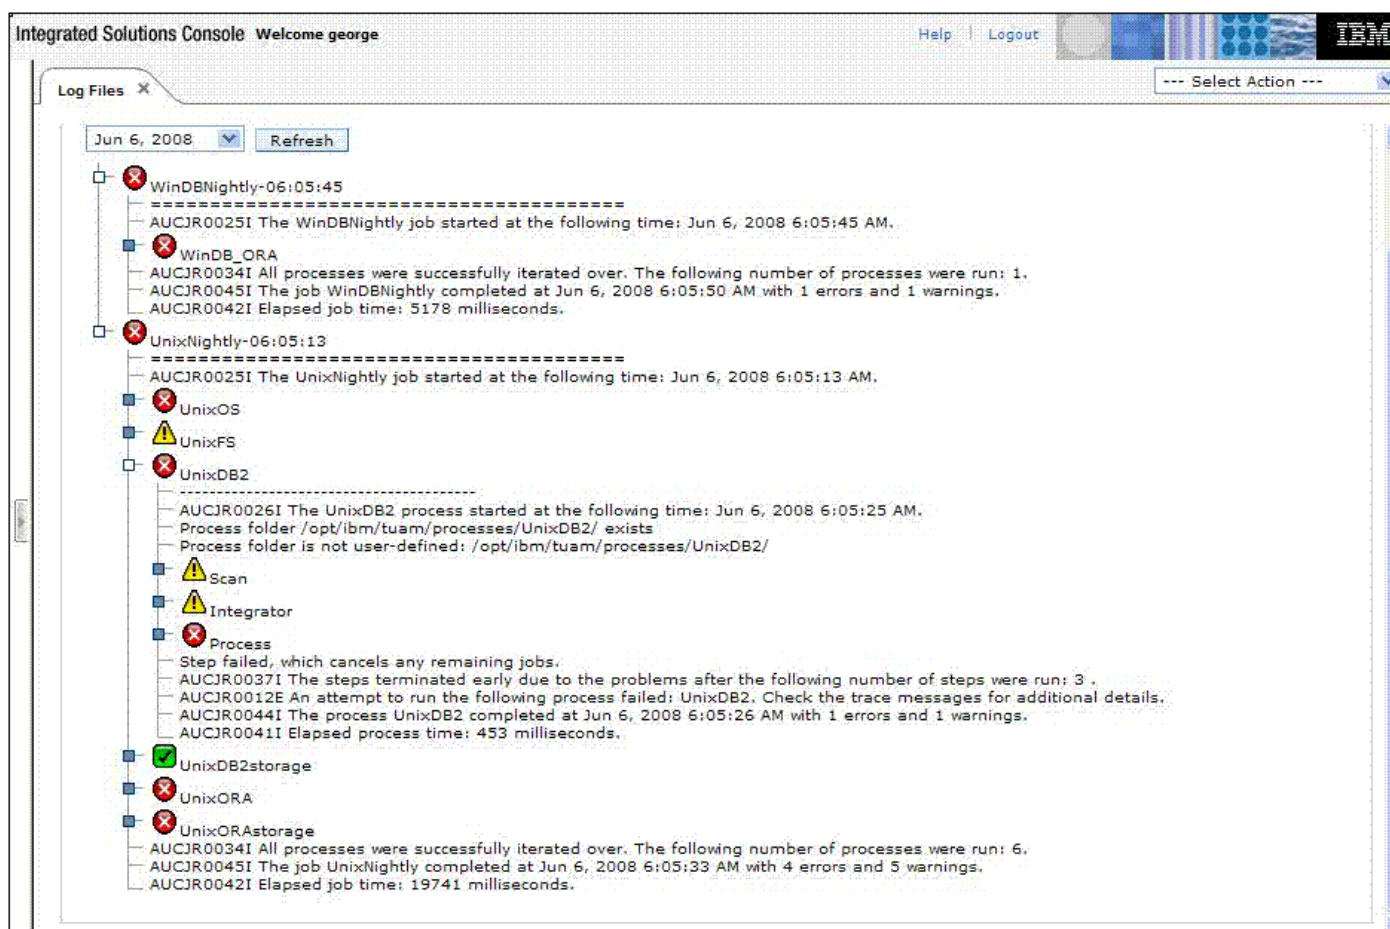 Integrated Solutions Console Welcome george
Help Logout
IBM
Log Files
--- Select Action ---
Jun 6, 2008
Refresh
WinDBNightly-06:05:45
========================================
AUCJR0025I The WinDBNightly job started at the following time: Jun 6, 2008 6:05:45 AM.
WinDB_ORA
AUCJR0034I All processes were successfully iterated over. The following number of processes were run: 1.
AUCJR0045I The job WinDBNightly completed at Jun 6, 2008 6:05:50 AM with 1 errors and 1 warnings.
AUCJR0042I Elapsed job time: 5178 milliseconds.
UnixNightly-06:05:13
========================================
AUCJR0025I The UnixNightly job started at the following time: Jun 6, 2008 6:05:13 AM.
UnixOS
UnixFS
UnixDB2
----------------------------------------
AUCJR0026I The UnixDB2 process started at the following time: Jun 6, 2008 6:05:25 AM.
Process folder /opt/ibm/tuam/processes/UnixDB2/ exists
Process folder is not user-defined: /opt/ibm/tuam/processes/UnixDB2/
Scan
Integrator
Process
Step failed, which cancels any remaining jobs.
AUCJR0037I The steps terminated early due to the problems after the following number of steps were run: 3 .
AUCJR0012E An attempt to run the following process failed: UnixDB2. Check the trace messages for additional details.
AUCJR0044I The process UnixDB2 completed at Jun 6, 2008 6:05:26 AM with 1 errors and 1 warnings.
AUCJR0041I Elapsed process time: 453 milliseconds.
UnixDB2storage
UnixORA
UnixORAstorage
AUCJR0034I All processes were successfully iterated over. The following number of processes were run: 6.
AUCJR0045I The job UnixNightly completed at Jun 6, 2008 6:05:33 AM with 4 errors and 5 warnings.
AUCJR0042I Elapsed job time: 19741 milliseconds.